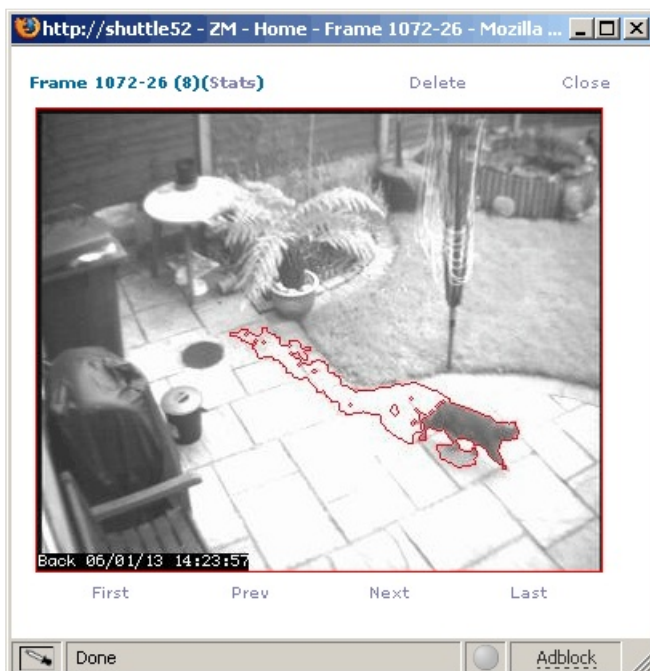 http://shuttle52 - ZM - Home - Frame 1072-26 - Mozilla ...
Frame 1072-26 (8)(Stats) Delete Close
Back 06/01/13 14:23:57
First Prev Next Last
Done Adblock